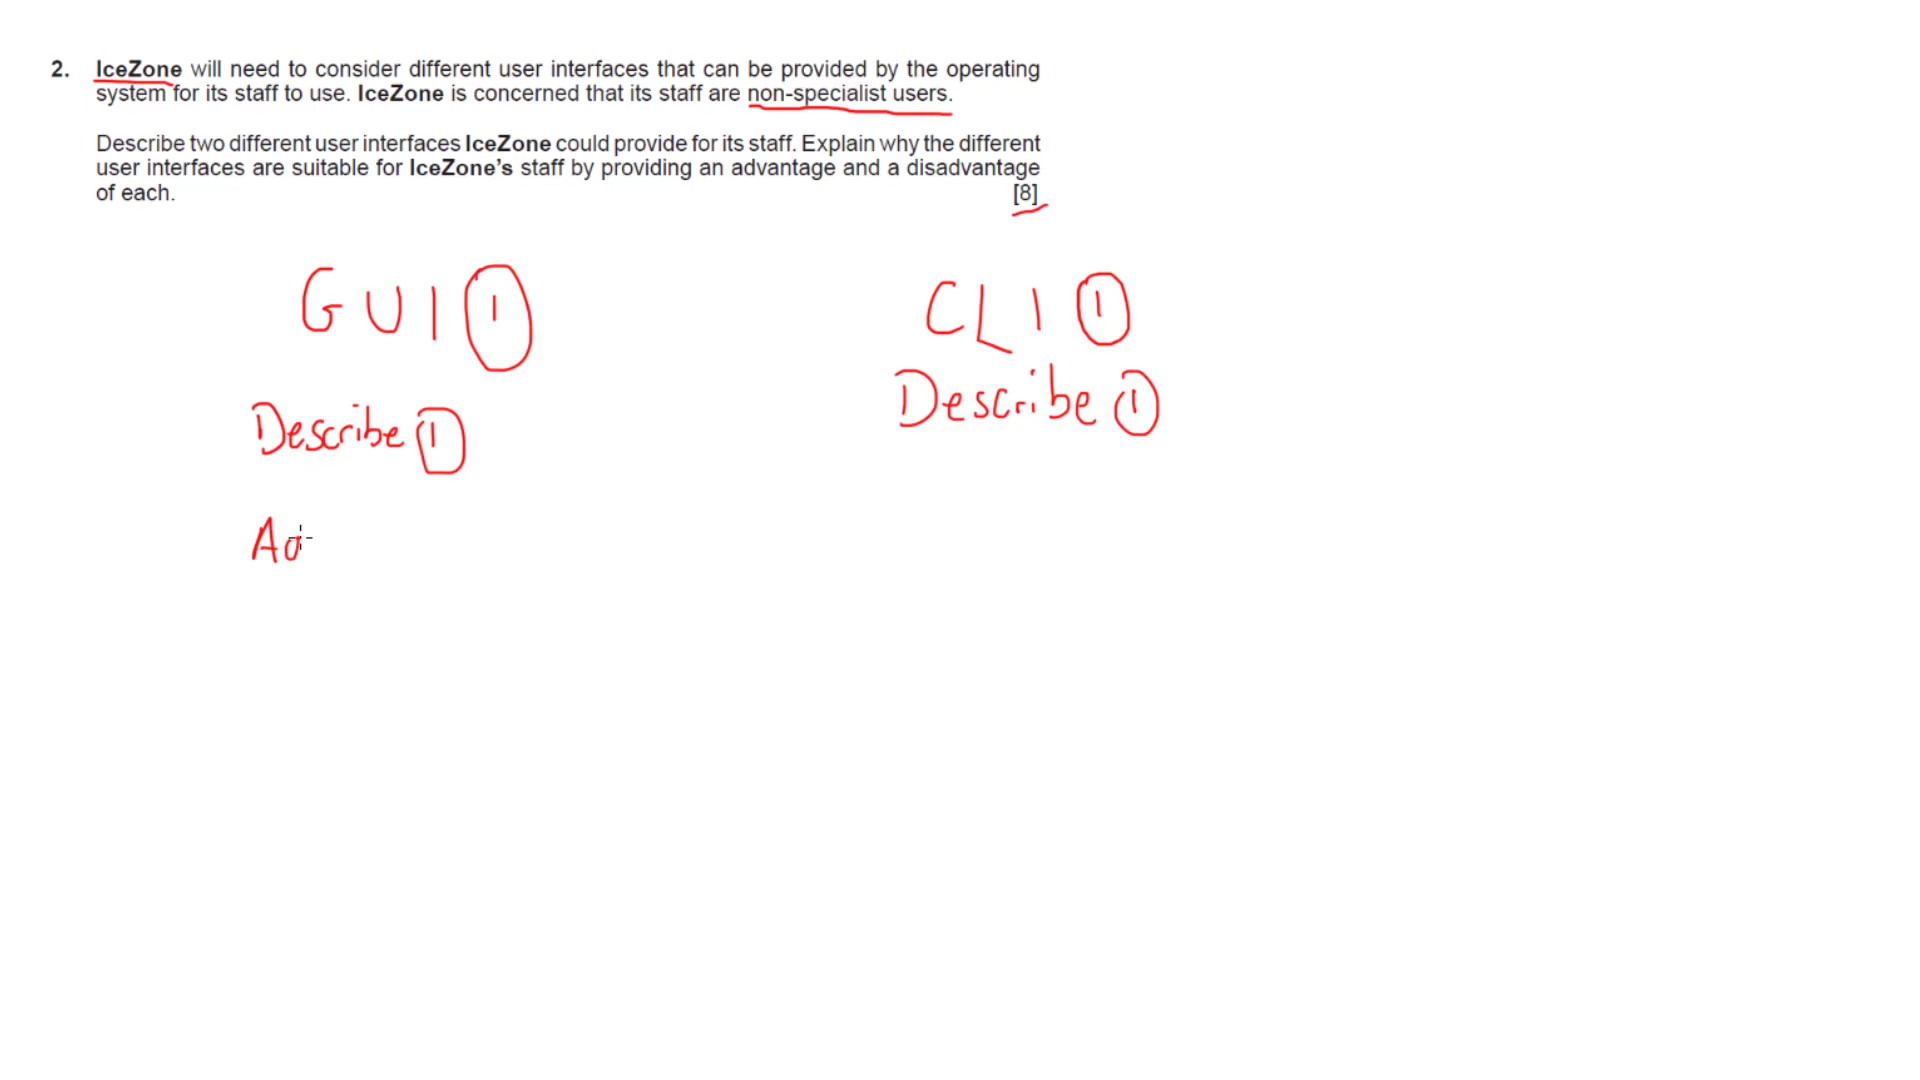 2. IceZone will need to consider different user interfaces that can be provided by the operating
system for its staff to use. IceZone is concerned that its staff are non-specialist users.
Describe two different user interfaces IceZone could provide for its staff. Explain why the different
user interfaces are suitable for IceZone's staff by providing an advantage and a disadvantage
of each. [8]
GUI 1
CLI 1
Describe 1
Describe 1
Ad